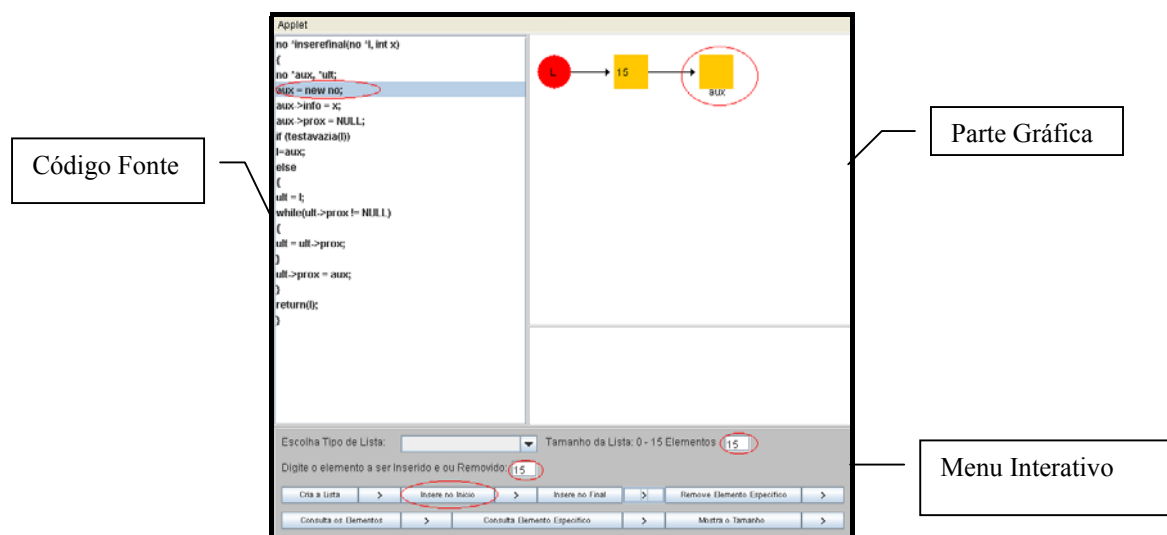 Applet
no *inserefinal(no *l, int x)
{
no *aux, *ult;
aux = new no;
aux->info = x;
aux->prox = NULL;
if (testavazia(l))
l=aux;
else
{
ult = l;
while(ult->prox != NULL)
{
ult = ult->prox;
}
ult->prox = aux;
}
return(l);
}
L
15
aux
Código Fonte
Parte Gráfica
Menu Interativo
Escolha Tipo de Lista:
Tamanho da Lista: 0 - 15 Elementos 15
Digite o elemento a ser Inserido e ou Removido: 15
Cria a Lista > Insere no Inicio > Insere no Final > Remove Elemento Especifico >
Consulta os Elementos > Consulta Elemento Especifico > Mostra o Tamanho >